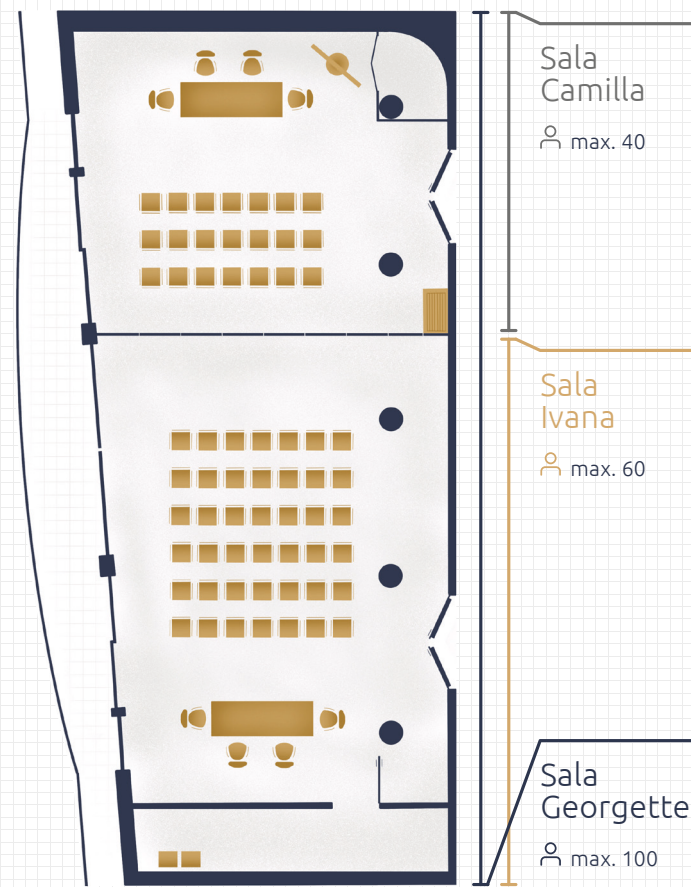 Sala
Camilla
max. 40
Sala
Ivana
max. 60
Sala
Georgette
max. 100